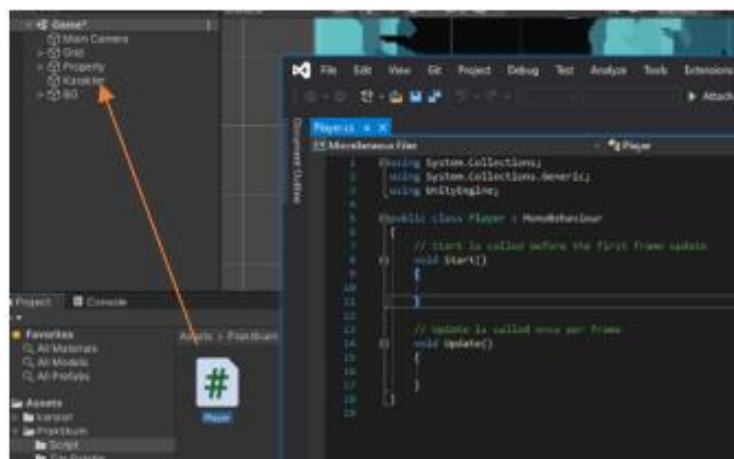 Game*
Main Camera
Grid
Property
Karakter
BG
Project
Console
Favorites
All Materials
All Models
All Prefabs
Assets
Praktikum
Script
Assets > Praktikum
#
Player
File Edit View Git Project Debug Test Analyze Tools Extensions
Attach
Document Outline
Player.cs
Miscellaneous Files
Player
1 using System.Collections;
2 using System.Collections.Generic;
3 using UnityEngine;
4
5 public class Player : MonoBehaviour
6 {
7 // Start is called before the first frame update
8 void Start()
9 {
10
11 }
12
13 // Update is called once per frame
14 void Update()
15 {
16
17 }
18 }
19